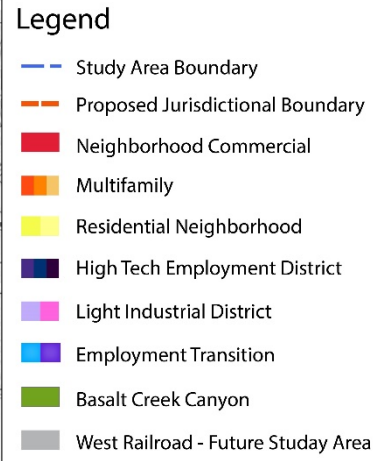 Legend
Study Area Boundary
Proposed Jurisdictional Boundary
Neighborhood Commercial
Multifamily
Residential Neighborhood
High Tech Employment District
Light Industrial District
Employment Transition
Basalt Creek Canyon
West Railroad - Future Studay Area